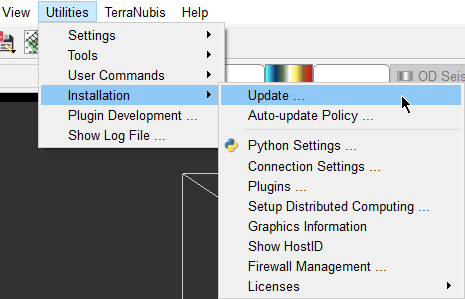 View Utilities TerraNubis Help
Settings
Tools
User Commands
Installation
Plugin Development ...
Show Log File ...
OD Seis
Update ...
Auto-update Policy ...
Python Settings ...
Connection Settings ...
Plugins ...
Setup Distributed Computing ...
Graphics Information
Show HostID
Firewall Management ...
Licenses